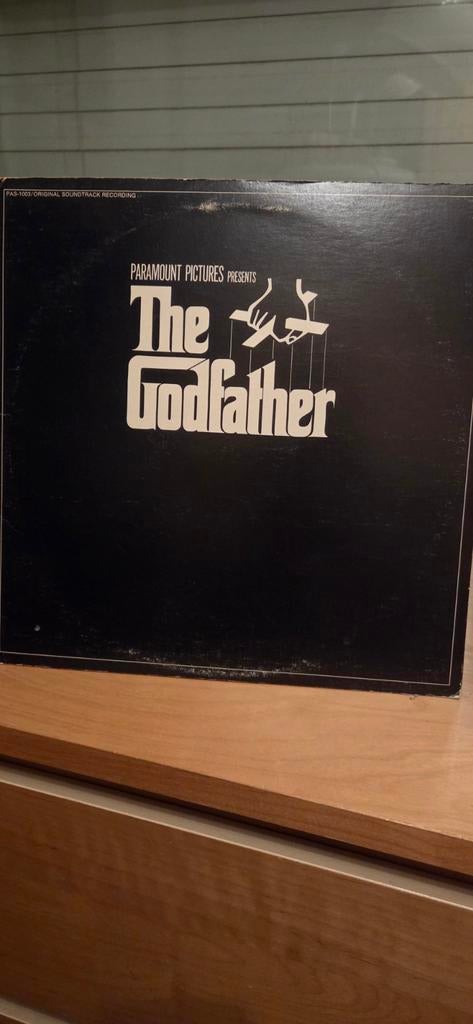 PAS-1003/ORIGINAL SOUNDTRACK RECORDING
PARAMOUNT PICTURES PRESENTS
The
Godfather